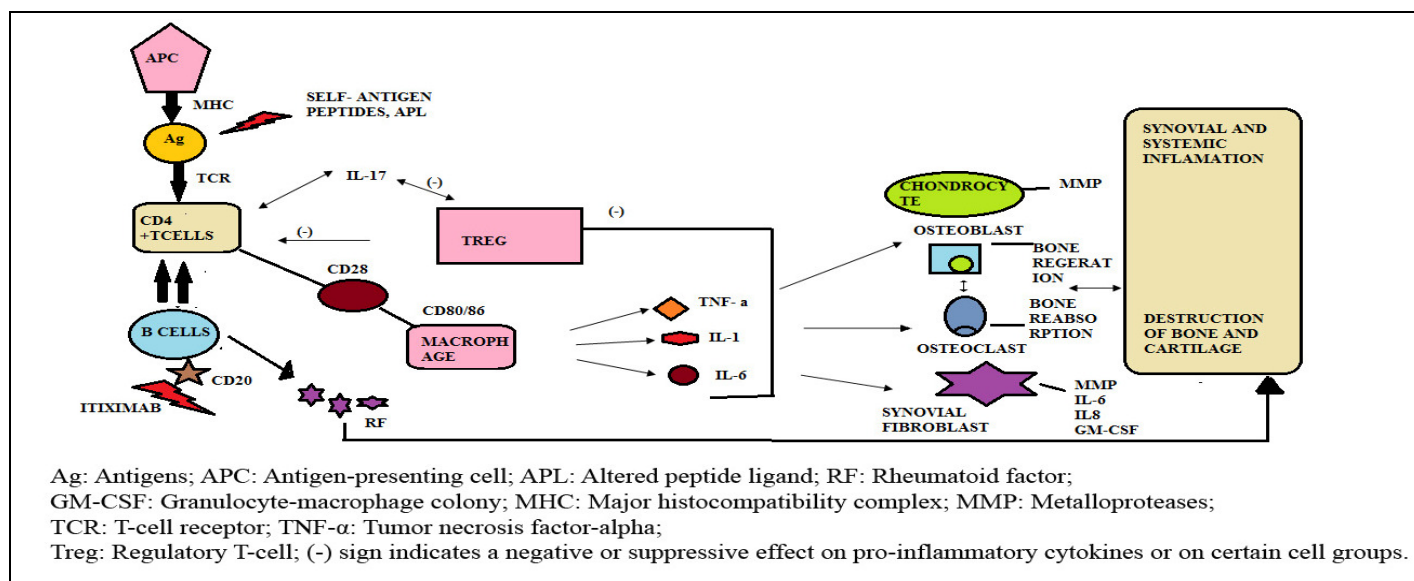 APC
MHC
SELF- ANTIGEN
PEPTIDES, APL
Ag
TCR
IL-17
(-)
CD4
+TCELLS
(-)
TREG
(-)
CD28
CD80/86
MACROPH
AGE
B CELLS
CD20
ITIXIMAB
RF
TNF- a
IL-1
IL-6
CHONDROCY
TE
MMP
OSTEOBLAST
BONE
REGERAT
ION
BONE
REABSO
RPTION
OSTEOCLAST
SYNOVIAL
FIBROBLAST
MMP
IL-6
IL8
GM-CSF
SYNOVIAL AND
SYSTEMIC
INFLAMATION
DESTRUCTION
OF BONE AND
CARTILAGE
Ag: Antigens; APC: Antigen-presenting cell; APL: Altered peptide ligand; RF: Rheumatoid factor;
GM-CSF: Granulocyte-macrophage colony; MHC: Major histocompatibility complex; MMP: Metalloproteases;
TCR: T-cell receptor; TNF-α: Tumor necrosis factor-alpha;
Treg: Regulatory T-cell; (-) sign indicates a negative or suppressive effect on pro-inflammatory cytokines or on certain cell groups.